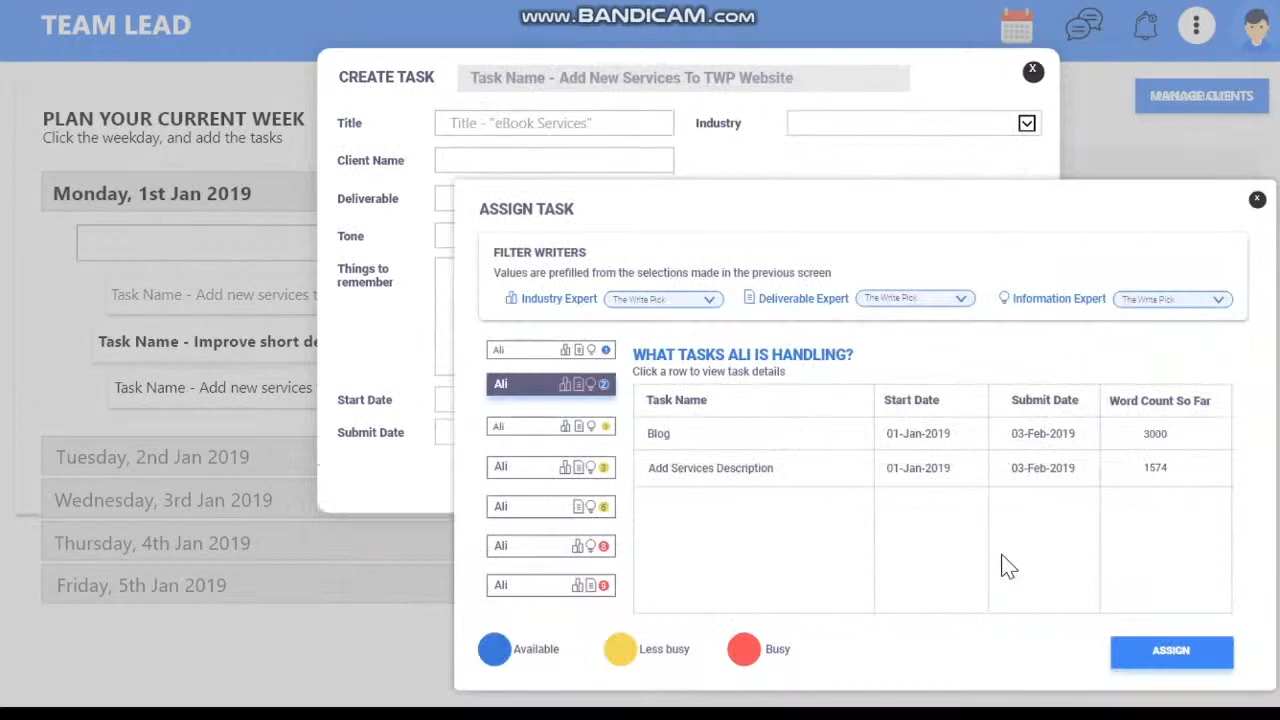 www.BANDICAM.com
TEAM LEAD
CREATE TASK
Task Name - Add New Services To TWP Website
X
PLAN YOUR CURRENT WEEK
Click the weekday, and add the tasks
Title
Title - "eBook Services"
Industry
Client Name
Deliverable
Tone
Things to
remember
Start Date
Submit Date
Monday, 1st Jan 2019
Task Name - Add new services t
Task Name - Improve short de
Task Name - Add new services
Tuesday, 2nd Jan 2019
Wednesday, 3rd Jan 2019
Thursday, 4th Jan 2019
Friday, 5th Jan 2019
ASSIGN TASK
X
FILTER WRITERS
Values are prefilled from the selections made in the previous screen
Industry Expert The Write Pick Deliverable Expert The Write Pick Information Expert The Write Pick
Ali 1
Ali 2
Ali
Ali 3
Ali 6
Ali 8
Ali 9
WHAT TASKS ALI IS HANDLING?
Click a row to view task details
Task Name Start Date Submit Date Word Count So Far
Blog 01-Jan-2019 03-Feb-2019 3000
Add Services Description 01-Jan-2019 03-Feb-2019 1574
Available Less busy Busy
ASSIGN